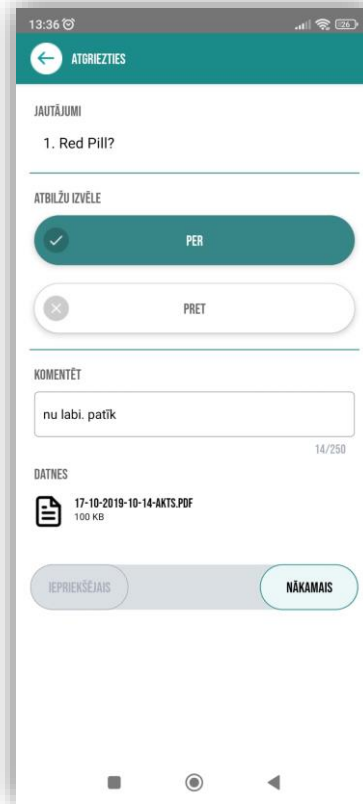 13:36
26
ATGRIEZTIES
JAUTĀJUMI
1. Red Pill?
ATBILŽU IZVĒLE
PER
PRET
KOMENTĒT
nu labi. patīk
14/250
DATNES
17-10-2019-10-14-AKTS.PDF
100 KB
IEPRIEKŠĒJAIS
NĀKAMAIS